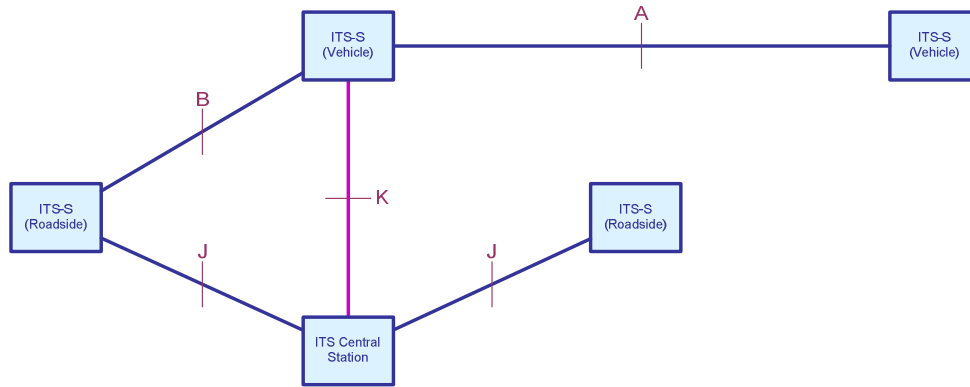 A
ITS-S
(Vehicle)
ITS-S
(Vehicle)
B
K
ITS-S
(Roadside)
ITS-S
(Roadside)
J
J
ITS Central
Station